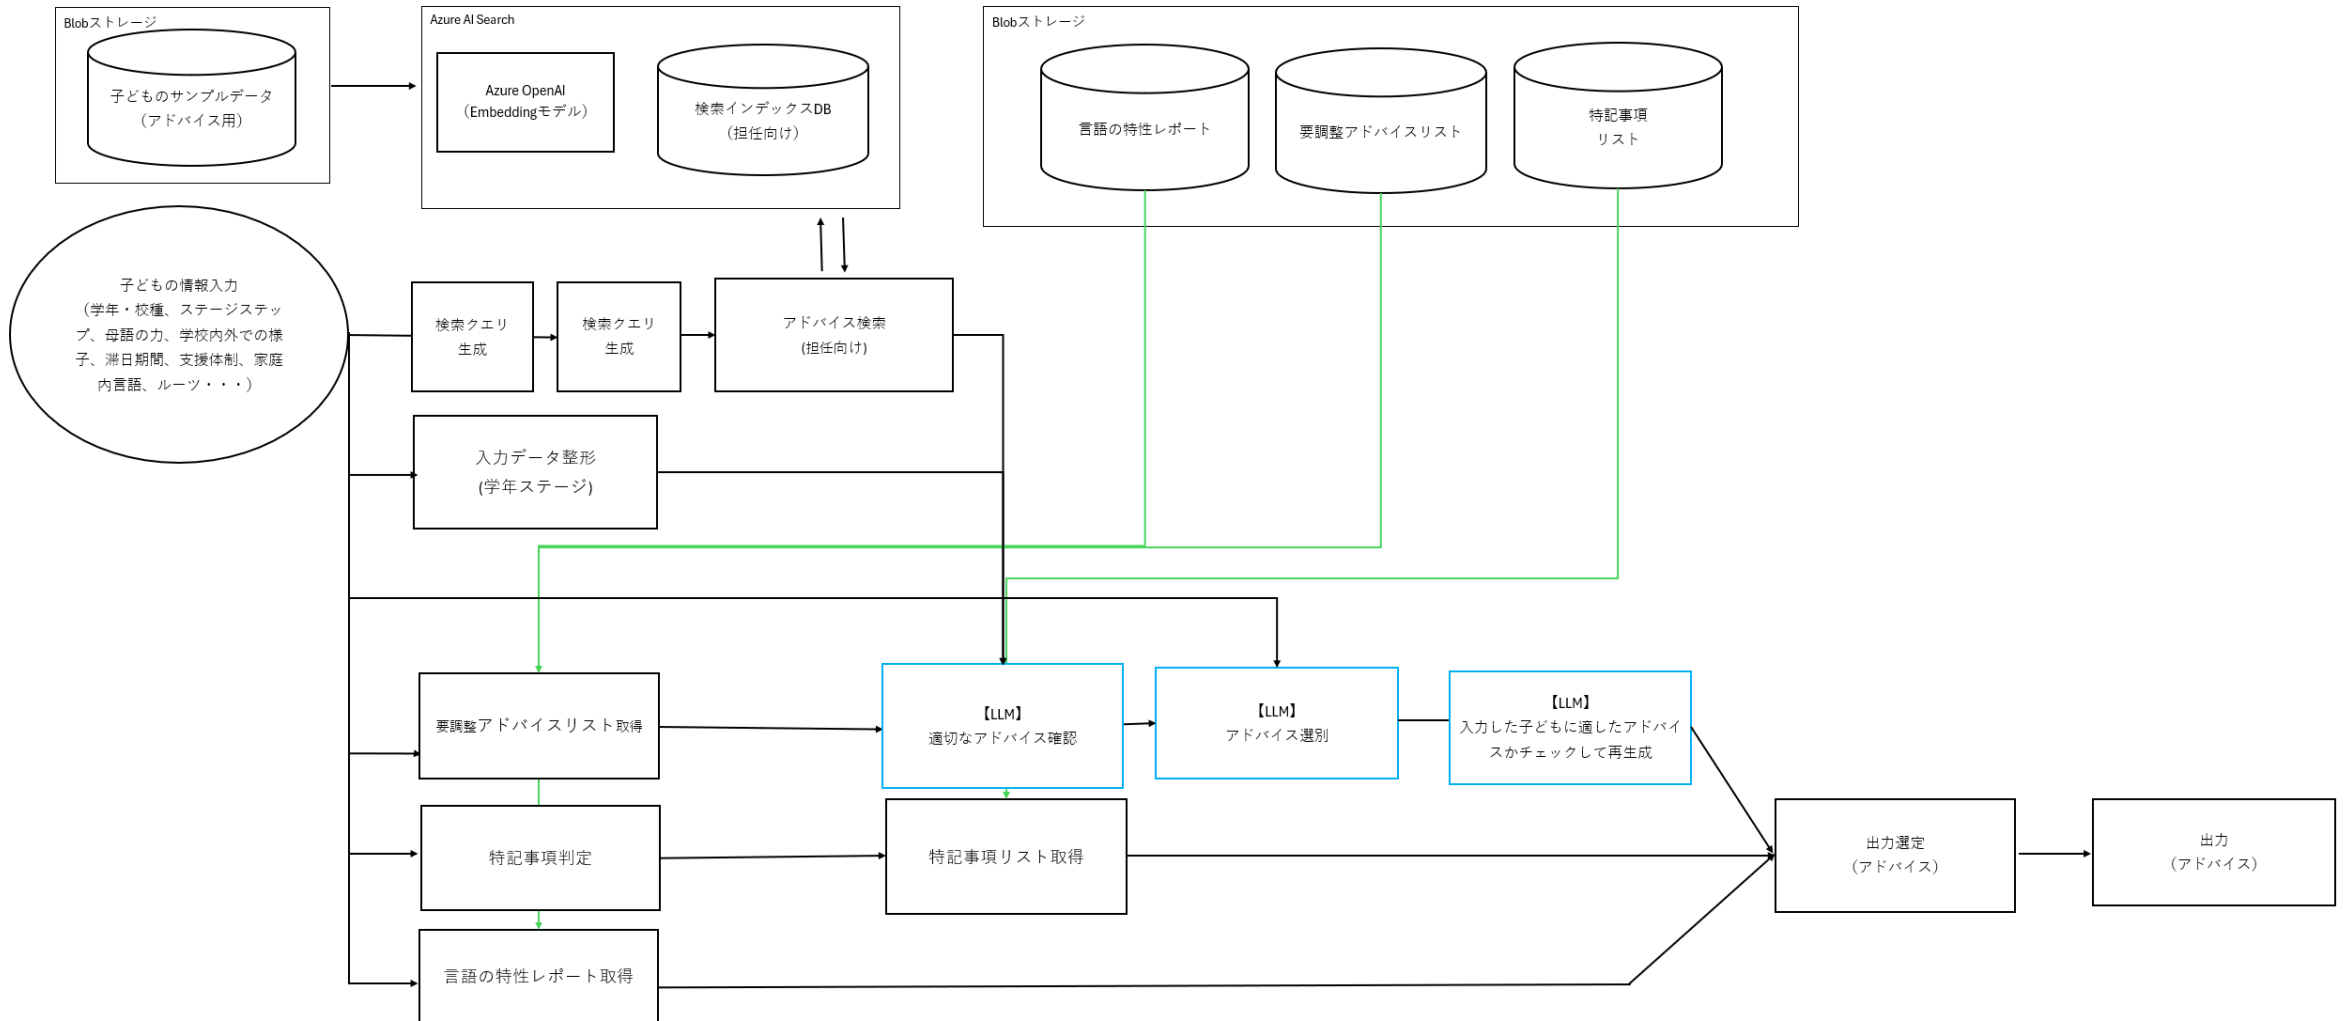 Blobストレージ
子どものサンプルデータ
（アドバイス用）
Azure AI Search
Azure OpenAI
（Embeddingモデル）
検索インデックスDB
（担任向け）
Blobストレージ
言語の特性レポート
要調整アドバイスリスト
特記事項
リスト
子どもの情報入力
（学年・校種、ステージステッ
プ、母語の力、学校内外での様
子、滞日期間、支援体制、家庭
内言語、ルーツ・・・）
検索クエリ
生成
検索クエリ
生成
アドバイス検索
(担任向け)
入力データ整形
(学年ステージ)
要調整アドバイスリスト取得
【LLM】
適切なアドバイス確認
【LLM】
アドバイス選別
【LLM】
入力した子どもに適したアドバイ
スかチェックして再生成
特記事項判定
特記事項リスト取得
出力選定
（アドバイス）
出力
（アドバイス）
言語の特性レポート取得